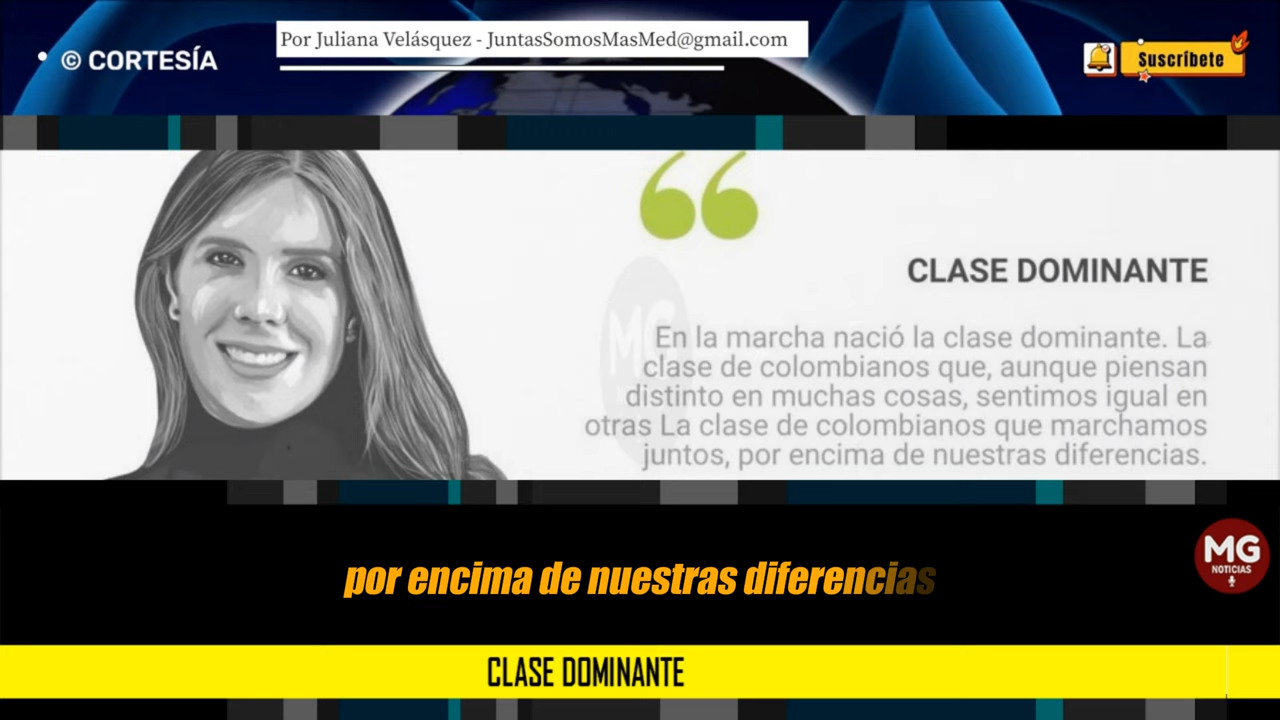 © CORTESÍA
Por Juliana Velásquez - JuntasSomosMasMed@gmail.com
Suscríbete
CLASE DOMINANTE
En la marcha nació la clase dominante. La
clase de colombianos que, aunque piensan
distinto en muchas cosas, sentimos igual en
otras La clase de colombianos que marchamos
juntos, por encima de nuestras diferencias.
MG
por encima de nuestras diferencias
MG
NOTICIAS
CLASE DOMINANTE